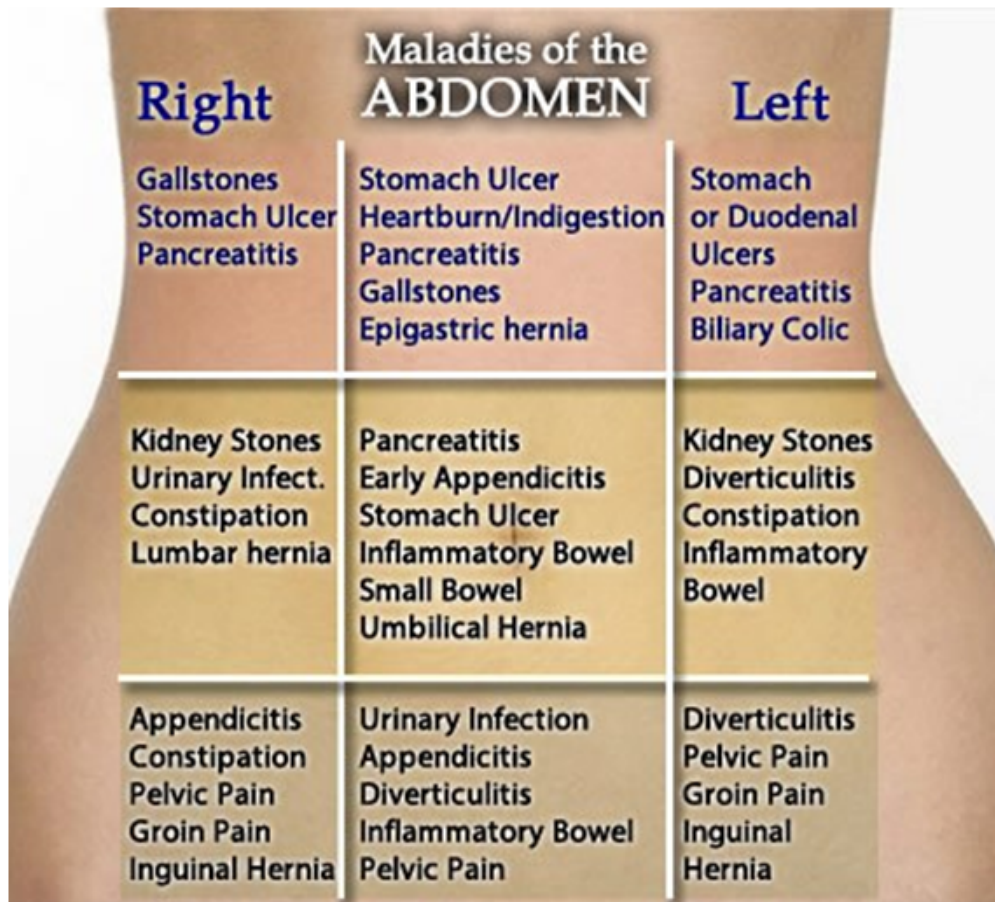 Maladies of the
ABDOMEN
Right
Left
Gallstones
Stomach Ulcer
Pancreatitis
Stomach Ulcer
Heartburn/Indigestion
Pancreatitis
Gallstones
Epigastric hernia
Stomach
or Duodenal
Ulcers
Pancreatitis
Biliary Colic
Kidney Stones
Urinary Infect.
Constipation
Lumbar hernia
Pancreatitis
Early Appendicitis
Stomach Ulcer
Inflammatory Bowel
Small Bowel
Umbilical Hernia
Kidney Stones
Diverticulitis
Constipation
Inflammatory
Bowel
Appendicitis
Constipation
Pelvic Pain
Groin Pain
Inguinal Hernia
Urinary Infection
Appendicitis
Diverticulitis
Inflammatory Bowel
Pelvic Pain
Diverticulitis
Pelvic Pain
Groin Pain
Inguinal
Hernia